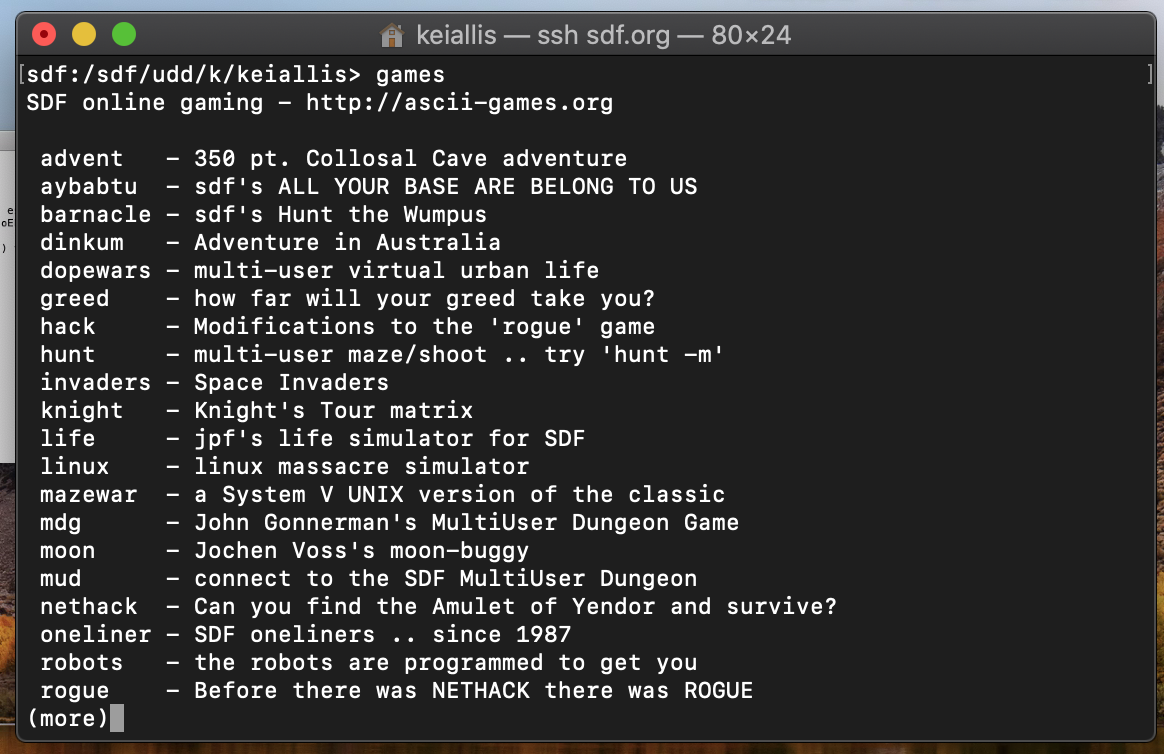 keiallis — ssh sdf.org — 80×24
[sdf:/sdf/udd/k/keiallis> games ]
SDF online gaming - http://ascii-games.org
advent - 350 pt. Collosal Cave adventure
aybabtu - sdf's ALL YOUR BASE ARE BELONG TO US
barnacle - sdf's Hunt the Wumpus
dinkum - Adventure in Australia
dopewars - multi-user virtual urban life
greed - how far will your greed take you?
hack - Modifications to the 'rogue' game
hunt - multi-user maze/shoot .. try 'hunt -m'
invaders - Space Invaders
knight - Knight's Tour matrix
life - jpf's life simulator for SDF
linux - linux massacre simulator
mazewar - a System V UNIX version of the classic
mdg - John Gonnerman's MultiUser Dungeon Game
moon - Jochen Voss's moon-buggy
mud - connect to the SDF MultiUser Dungeon
nethack - Can you find the Amulet of Yendor and survive?
oneliner - SDF oneliners .. since 1987
robots - the robots are programmed to get you
rogue - Before there was NETHACK there was ROGUE
(more)